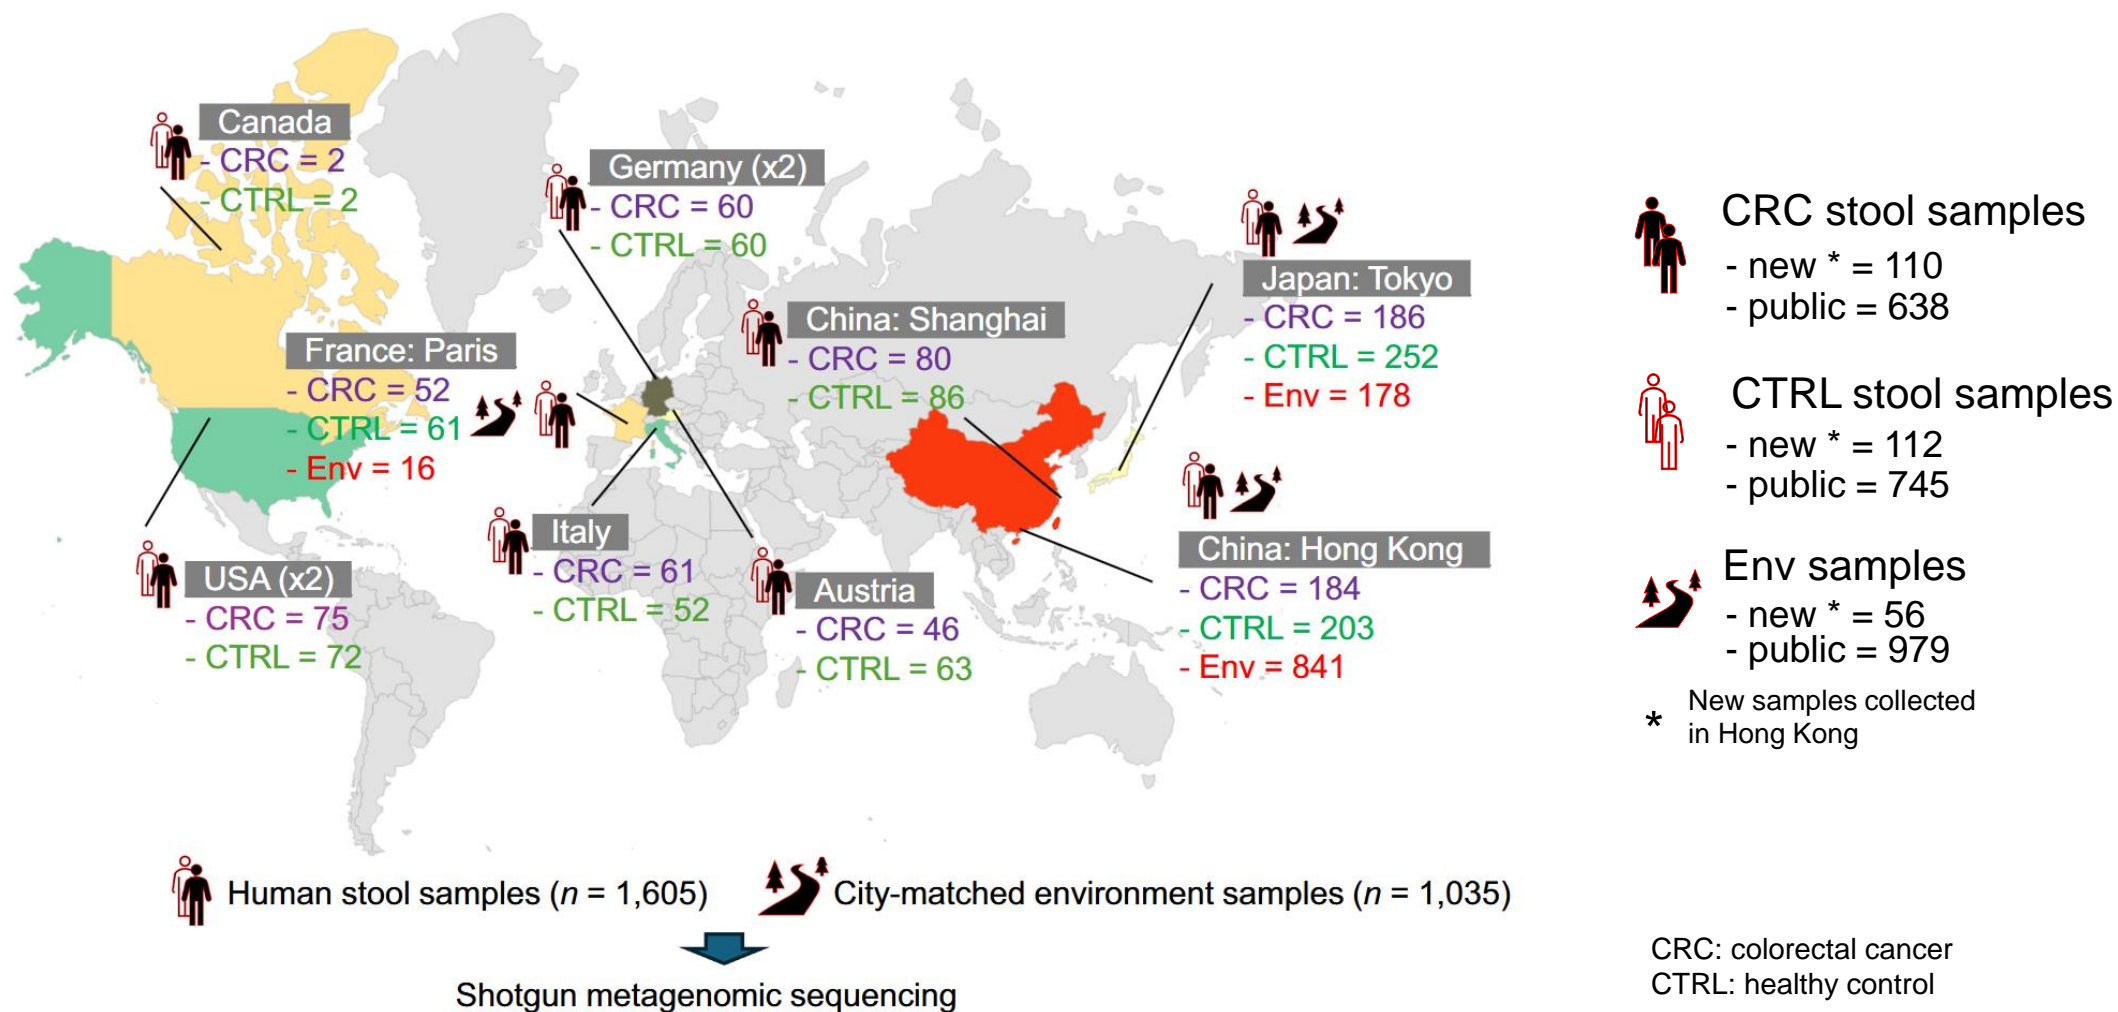 Canada
- CRC = 2
- CTRL = 2
Germany (x2)
- CRC = 60
- CTRL = 60
Japan: Tokyo
- CRC = 186
- CTRL = 252
- Env = 178
China: Shanghai
- CRC = 80
- CTRL = 86
France: Paris
- CRC = 52
- CTRL = 61
- Env = 16
USA (x2)
- CRC = 75
- CTRL = 72
Italy
- CRC = 61
- CTRL = 52
Austria
- CRC = 46
- CTRL = 63
China: Hong Kong
- CRC = 184
- CTRL = 203
- Env = 841
Human stool samples (n = 1,605)
City-matched environment samples (n = 1,035)
Shotgun metagenomic sequencing
CRC stool samples
- new * = 110
- public = 638
CTRL stool samples
- new * = 112
- public = 745
Env samples
- new * = 56
- public = 979
* New samples collected
in Hong Kong
CRC: colorectal cancer
CTRL: healthy control